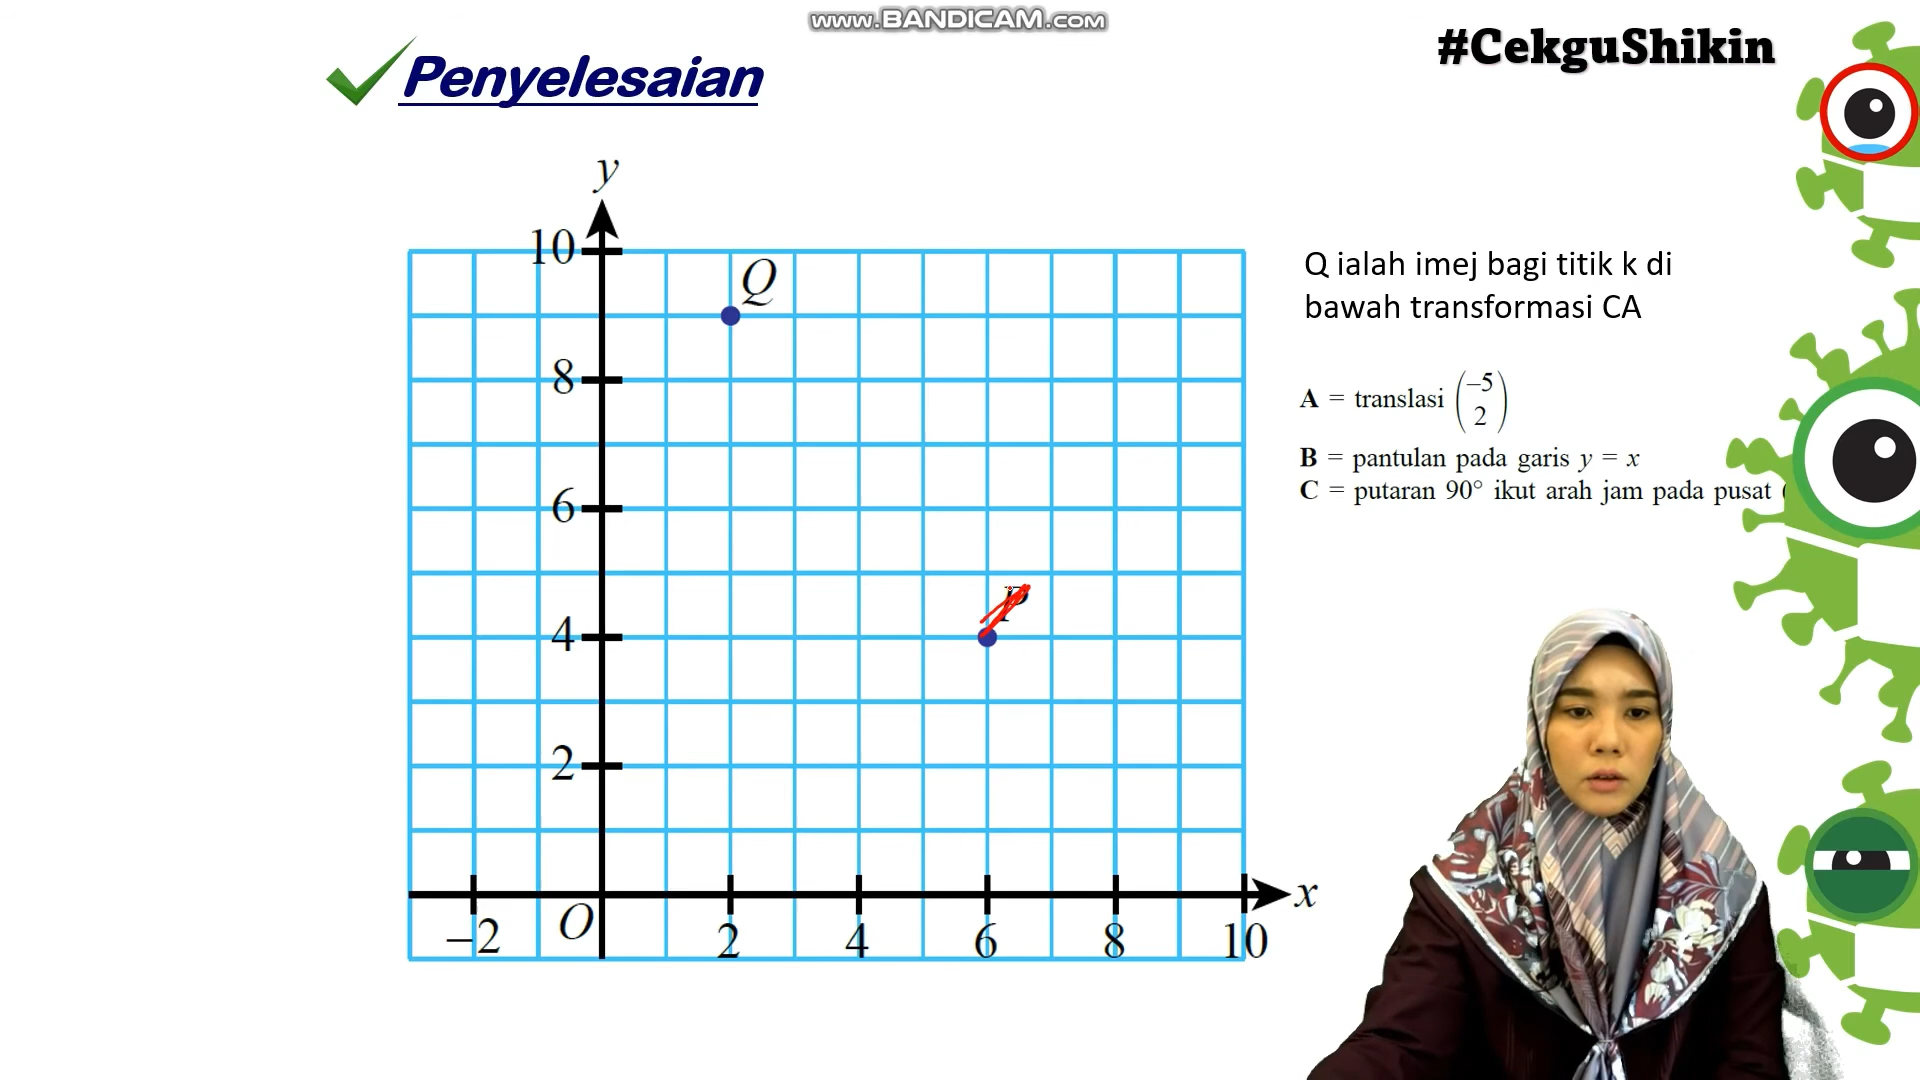 www.BANDICAM.com
#CekguShikin
Penyelesaian
y
10
Q
8
6
4
2
O
x
−2
2
4
6
8
10
P
Q ialah imej bagi titik k di
bawah transformasi CA
A = translasi (−5
2)
B = pantulan pada garis y = x
C = putaran 90° ikut arah jam pada pusat (